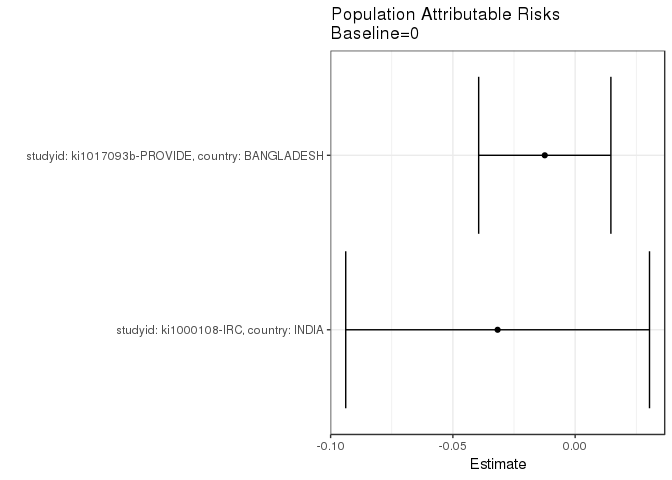 Population Attributable Risks
Baseline=0
studyid: ki1017093b-PROVIDE, country: BANGLADESH
studyid: ki1000108-IRC, country: INDIA
-0.10
-0.05
0.00
Estimate